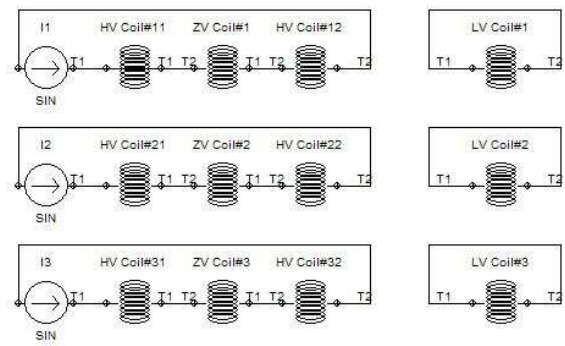 I1 HV Coil#11 ZV Coil#1 HV Coil#12 LV Coil#1
T1 T1 T2 T1 T2 T2 T1 T2
SIN
I2 HV Coil#21 ZV Coil#2 HV Coil#22 LV Coil#2
T1 T1 T2 T1 T2 T2 T1 T2
SIN
I3 HV Coil#31 ZV Coil#3 HV Coil#32 LV Coil#3
T1 T1 T2 T1 T2 T2 T1 T2
SIN